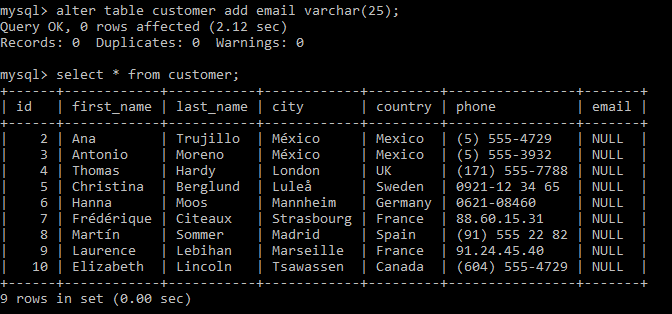 mysql> alter table customer add email varchar(25);
Query OK, 0 rows affected (2.12 sec)
Records: 0  Duplicates: 0  Warnings: 0

mysql> select * from customer;
+------+------------+-----------+------------+---------+----------------+-------+
| id   | first_name | last_name | city       | country | phone          | email |
+------+------------+-----------+------------+---------+----------------+-------+
|    2 | Ana        | Trujillo  | México     | Mexico  | (5) 555-4729   | NULL  |
|    3 | Antonio    | Moreno    | México     | Mexico  | (5) 555-3932   | NULL  |
|    4 | Thomas     | Hardy     | London     | UK      | (171) 555-7788 | NULL  |
|    5 | Christina  | Berglund  | Luleå      | Sweden  | 0921-12 34 65  | NULL  |
|    6 | Hanna      | Moos      | Mannheim   | Germany | 0621-08460     | NULL  |
|    7 | Frédérique | Citeaux   | Strasbourg | France  | 88.60.15.31    | NULL  |
|    8 | Martín     | Sommer    | Madrid     | Spain   | (91) 555 22 82 | NULL  |
|    9 | Laurence   | Lebihan   | Marseille  | France  | 91.24.45.40    | NULL  |
|   10 | Elizabeth  | Lincoln   | Tsawassen  | Canada  | (604) 555-4729 | NULL  |
+------+------------+-----------+------------+---------+----------------+-------+
9 rows in set (0.00 sec)